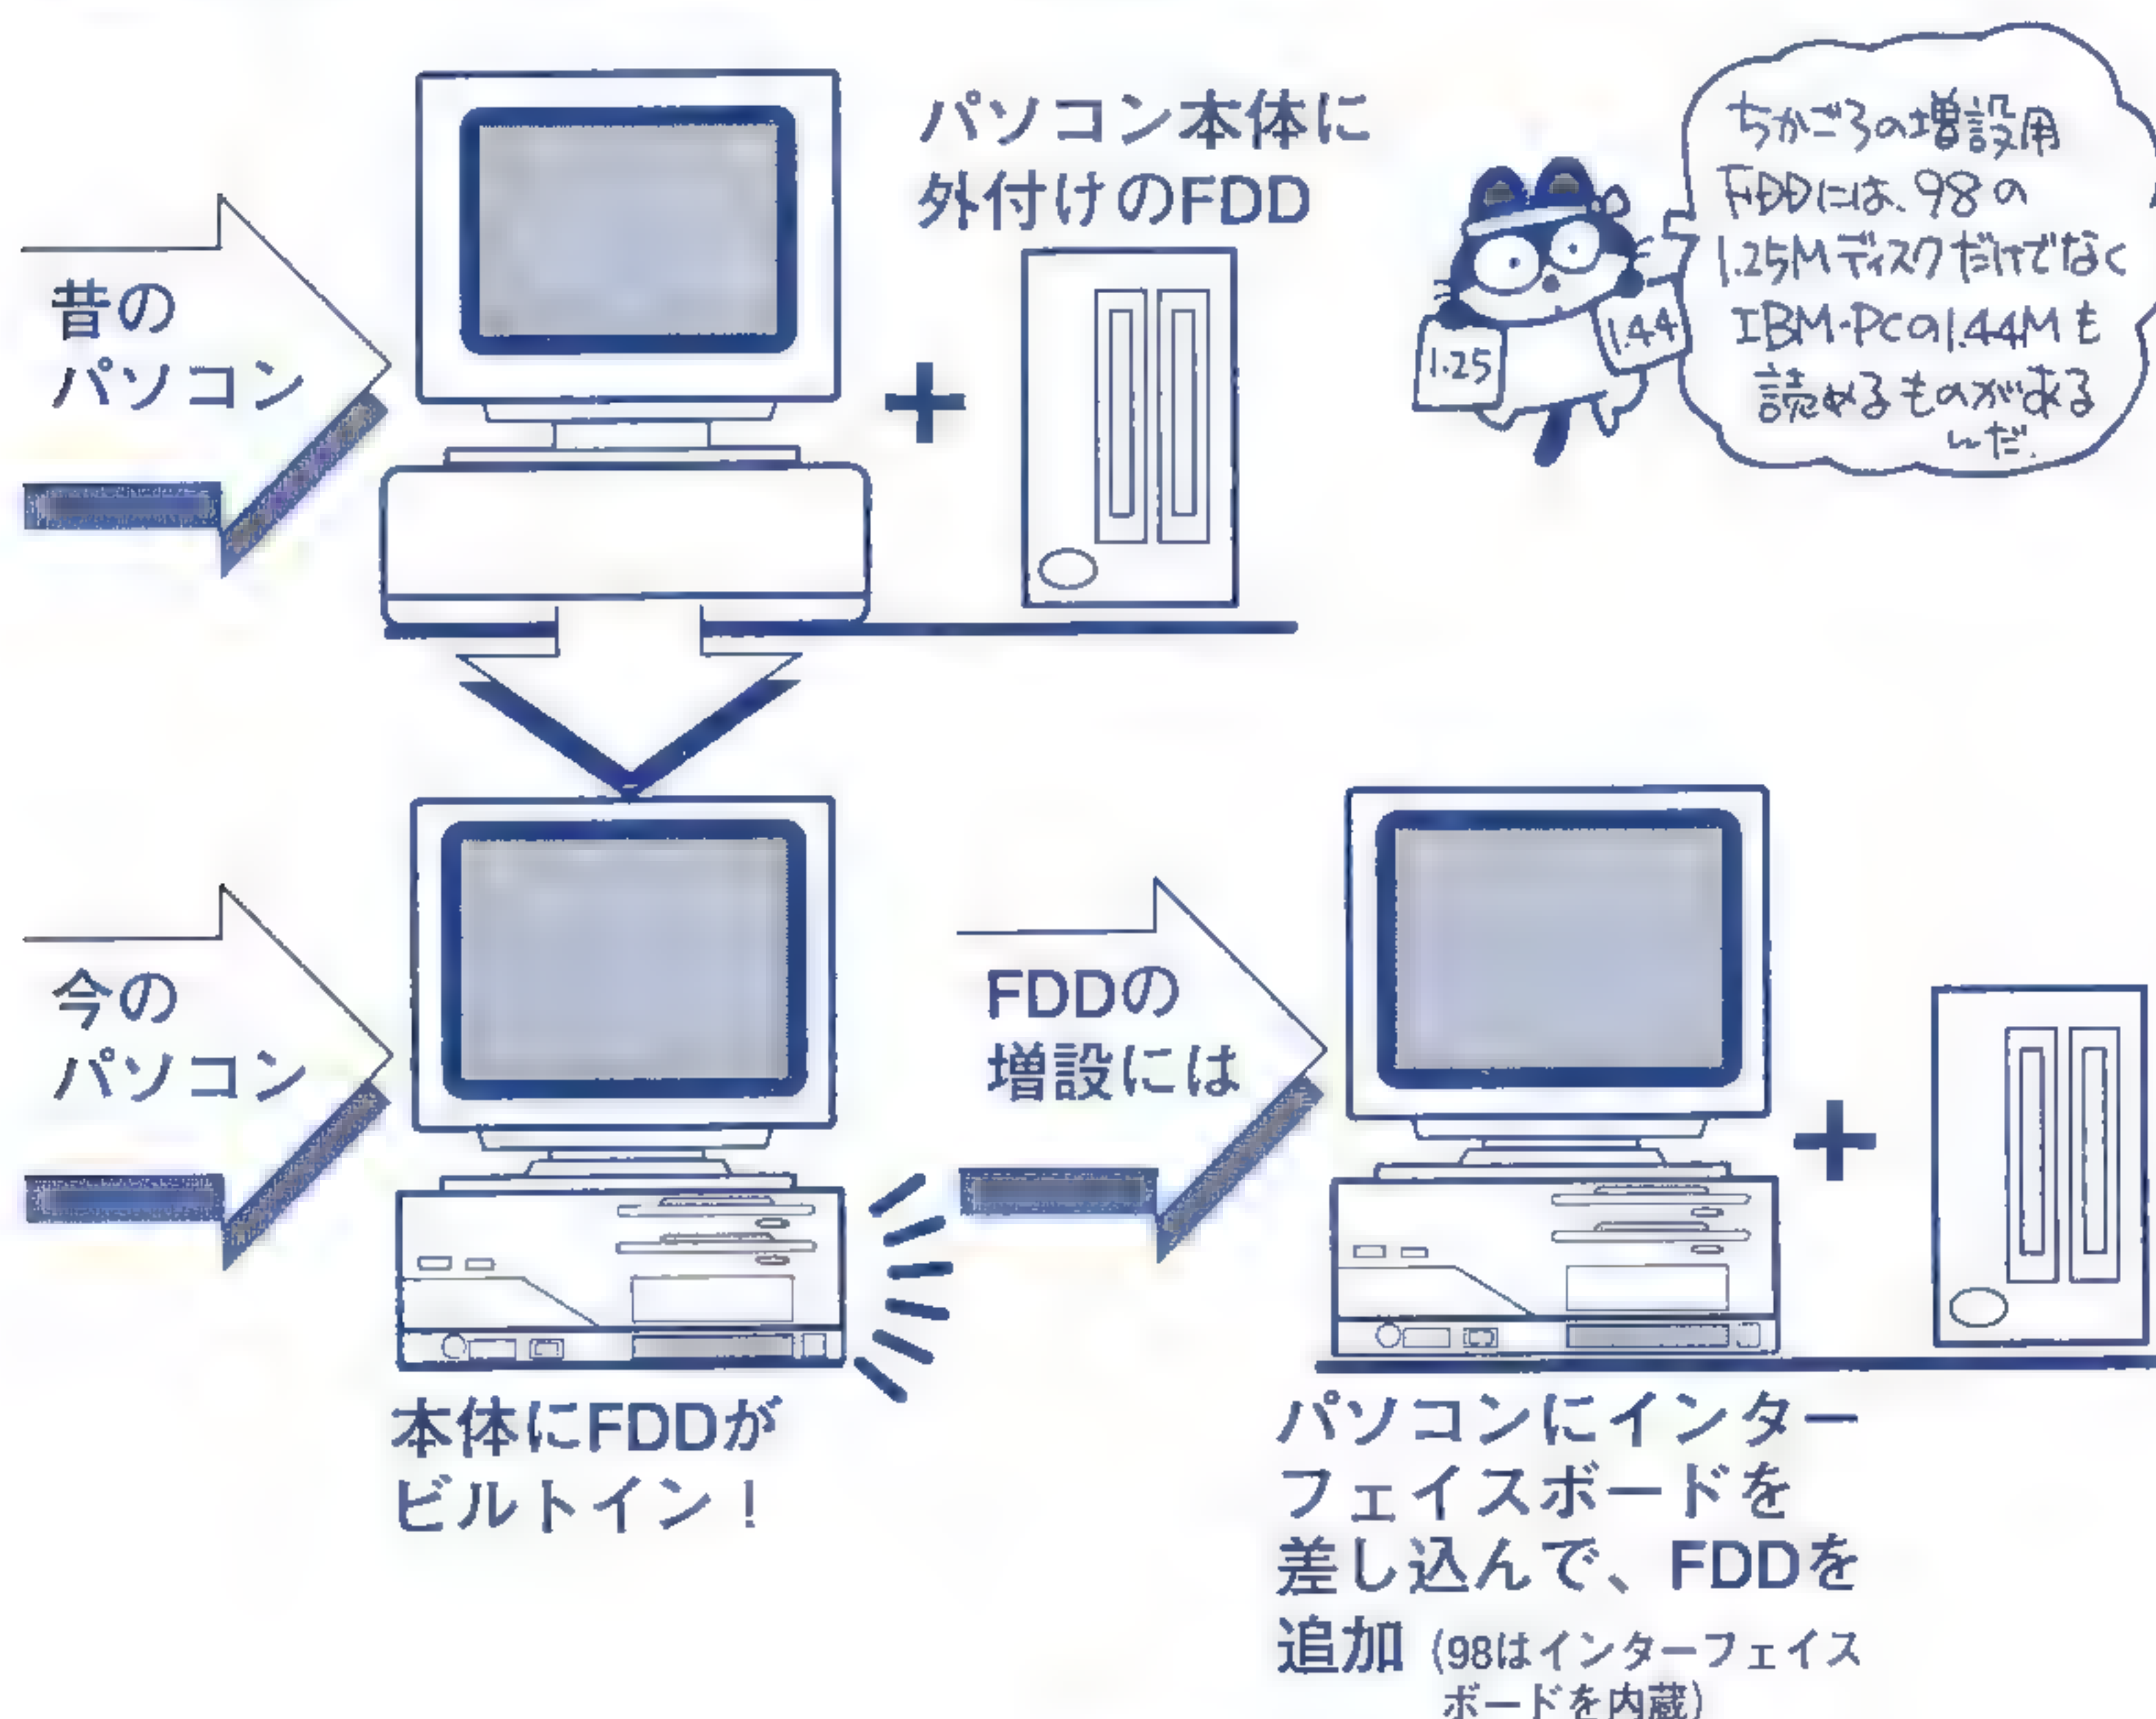 昔の
パソコン
パソコン本体に
外付けのFDD
ちかごろの増設用
FDDには、98の
1.25Mディスクだけでなく
IBM・PCの1.44Mも
読めるものがある
んだ。
1.25
1.44
今の
パソコン
本体にFDDが
ビルトイン！
FDDの
増設には
パソコンにインター
フェイスボードを
差し込んで、FDDを
追加（98はインターフェイス
ボードを内蔵）